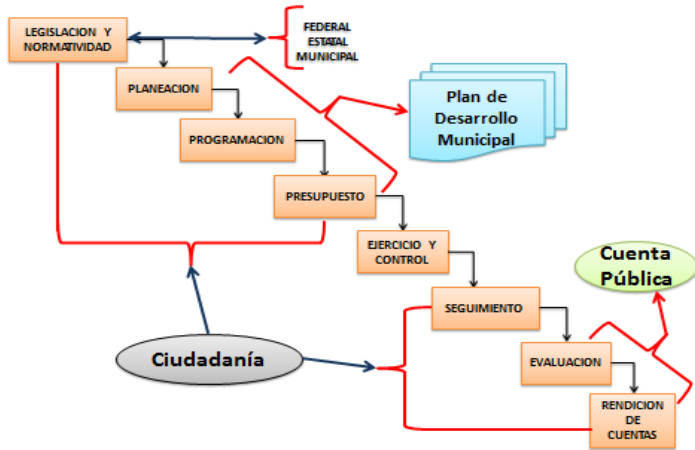 LEGISLACION Y
NORMATIVIDAD
FEDERAL
ESTATAL
MUNICIPAL
PLANEACION
Plan de
Desarrollo
Municipal
PROGRAMACION
PRESUPUESTO
EJERCICIO Y
CONTROL
Cuenta
Pública
SEGUIMIENTO
Ciudadanía
EVALUACION
RENDICION
DE
CUENTAS